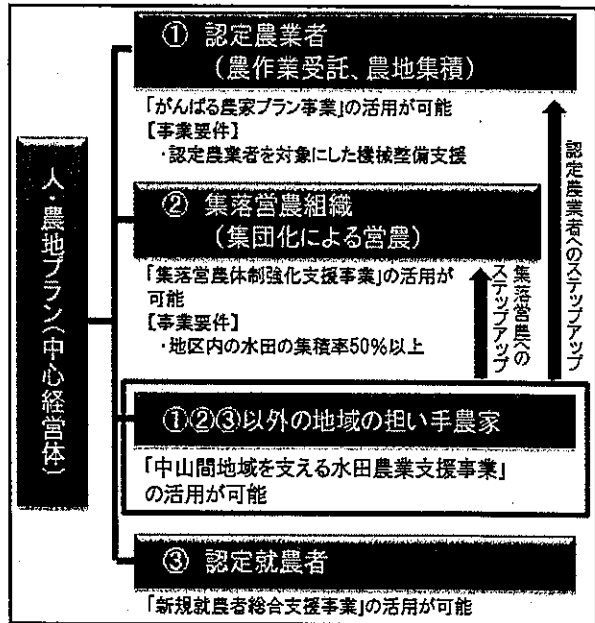 人・農地プラン(中心経営体)
① 認定農業者
(農作業受託、農地集積)
「がんばる農家プラン事業」の活用が可能
【事業要件】
・認定農業者を対象にした機械整備支援
② 集落営農組織
(集団化による営農)
「集落営農体制強化支援事業」の活用が
可能
【事業要件】
・地区内の水田の集積率50%以上
集落営農への
ステップアップ
認定農業者へのステップアップ
①②③以外の地域の担い手農家
「中山間地域を支える水田農業支援事業」
の活用が可能
③ 認定就農者
「新規就農者総合支援事業」の活用が可能